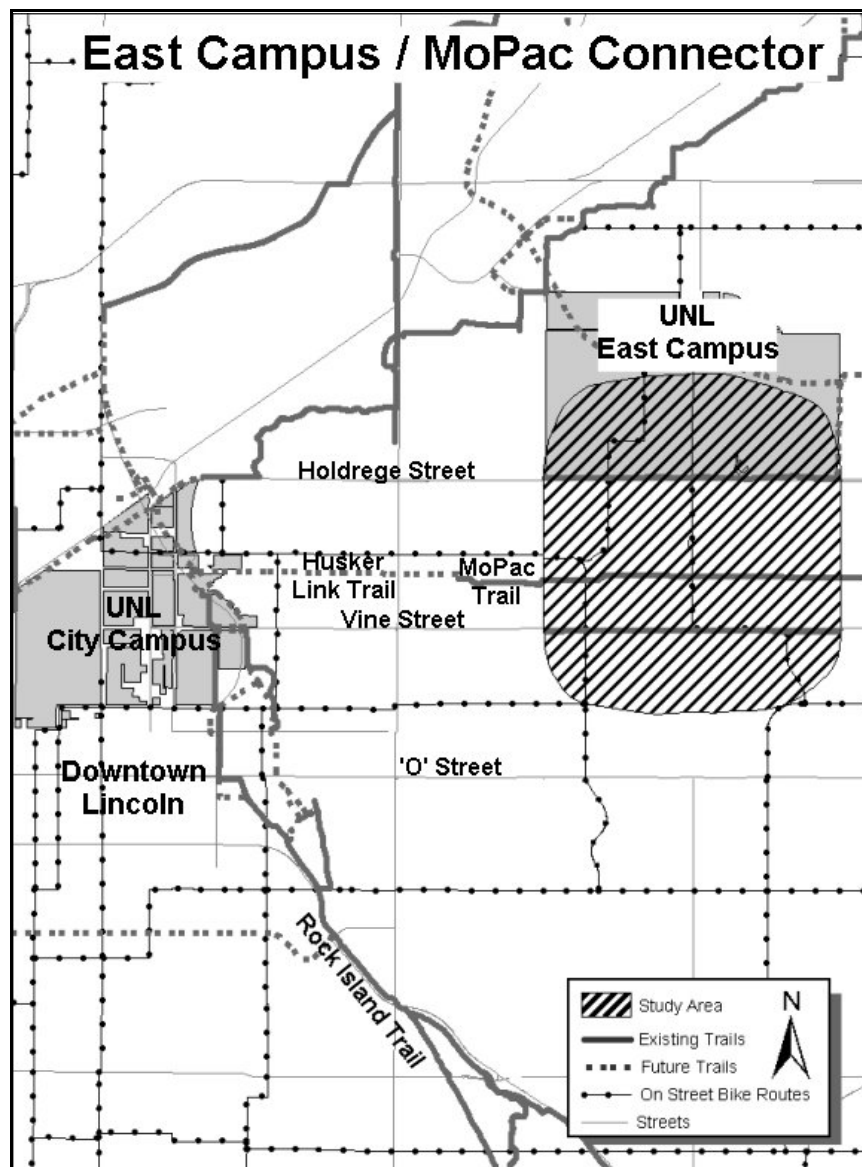 East Campus / MoPac Connector
UNL
East Campus
Holdrege Street
Husker
Link Trail
MoPac
Trail
Vine Street
UNL
City Campus
'O' Street
Downtown
Lincoln
Rock Island Trail
N
Study Area
Existing Trails
Future Trails
On Street Bike Routes
Streets